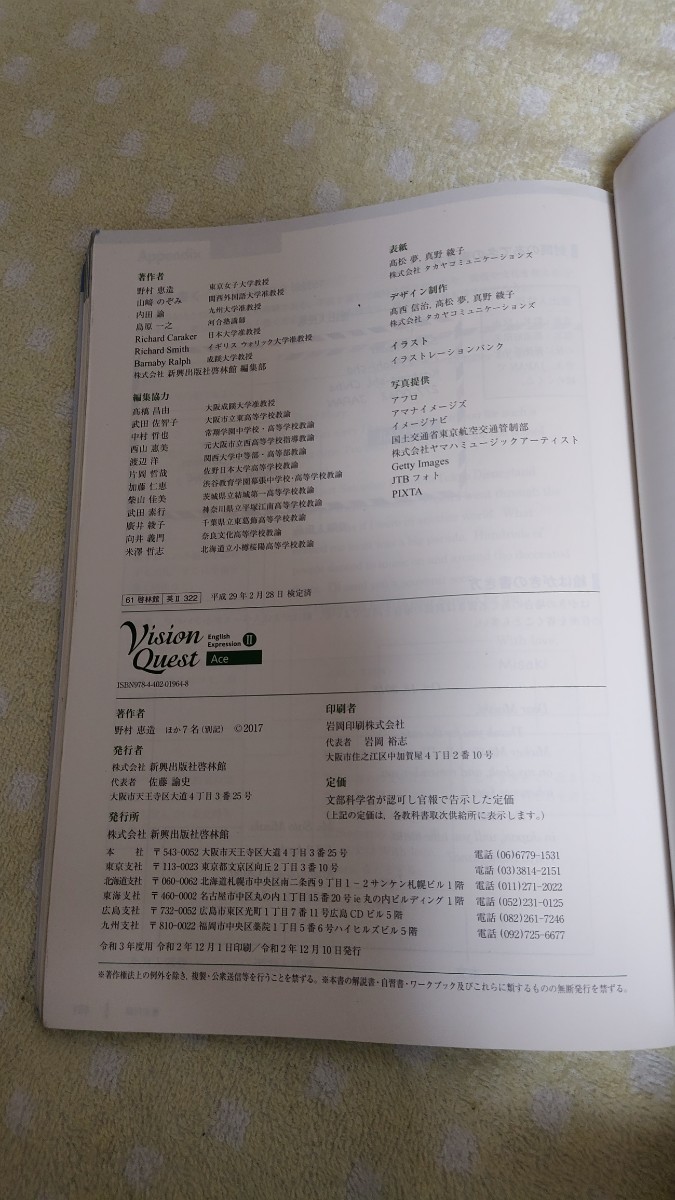 著作者
野村 恵造 東京女子大学教授
山﨑 のぞみ 関西外国語大学准教授
内田 諭 九州大学准教授
島原 一之 河合塾講師
Richard Caraker 日本大学准教授
Richard Smith イギリス ウォリック大学准教授
Barnaby Ralph 成蹊大学教授
株式会社 新興出版社啓林館 編集部
編集協力
髙橋 昌由 大阪成蹊大学准教授
武田 佐智子 大阪市立東高等学校教諭
中村 哲也 常翔学園中学校・高等学校教諭
西山 惠美 元大阪市立西高等学校指導教諭
渡辺 洋 関西大学中等部・高等部教諭
片岡 哲哉 佐野日本大学高等学校教諭
加藤 仁恵 渋谷教育学園幕張中学校・高等学校教諭
柴山 佳美 茨城県立結城第一高等学校教諭
武田 素行 神奈川県立平塚江南高等学校教諭
廣井 綾子 千葉県立東葛飾高等学校教諭
向井 義門 奈良文化高等学校教諭
米澤 哲志 北海道立小樽桜陽高等学校教諭
表紙
髙松 夢, 真野 綾子
株式会社 タカヤコミュニケーションズ
デザイン制作
髙西 信治, 髙松 夢, 真野 綾子
株式会社 タカヤコミュニケーションズ
イラスト
イラストレーションバンク
写真提供
アフロ
アマナイメージズ
イメージナビ
国土交通省東京航空交通管制部
株式会社ヤマハミュージックアーティスト
Getty Images
JTB フォト
PIXTA
61 啓林館 英Ⅱ 322 平成 29 年 2 月 28 日 検定済
Vision Quest English Expression Ⅱ
Ace
ISBN978-4-402-01964-8
著作者
野村 恵造 ほか 7 名 (別記) ©2017
発行者
株式会社 新興出版社啓林館
代表者 佐藤 諭史
大阪市天王寺区大道 4 丁目 3 番 25 号
印刷者
岩岡印刷株式会社
代表者 岩岡 裕志
大阪市住之江区中加賀屋 4 丁目 2 番 10 号
定価
文部科学省が認可し官報で告示した定価
(上記の定価は, 各教科書取次供給所に表示します。)
発行所
株式会社 新興出版社啓林館
本社 〒543-0052 大阪市天王寺区大道 4 丁目 3 番 25 号 電話 (06)6779-1531
東京支社 〒113-0023 東京都文京区向丘 2 丁目 3 番 10 号 電話 (03)3814-2151
北海道支社 〒060-0062 北海道札幌市中央区南二条西 9 丁目 1 − 2 サンケン札幌ビル 1 階 電話 (011)271-2022
東海支社 〒460-0002 名古屋市中区丸の内 1 丁目 15 番 20 号 ie 丸の内ビルディング 1 階 電話 (052)231-0125
広島支社 〒732-0052 広島市東区光町 1 丁目 7 番 11 号広島 CD ビル 5 階 電話 (082)261-7246
九州支社 〒810-0022 福岡市中央区薬院 1 丁目 5 番 6 号ハイヒルズビル 5 階 電話 (092)725-6677
令和 3 年度用 令和 2 年 12 月 1 日印刷／令和 2 年 12 月 10 日発行
※著作権法上の例外を除き, 複製・公衆送信等を行うことを禁ずる。※本書の解説書・自習書・ワークブック及びこれらに類するものの無断発行を禁ずる。